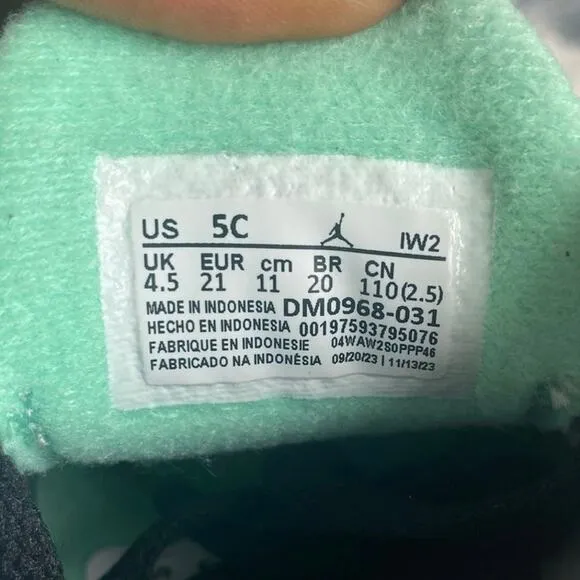 US 5C IW2
UK EUR cm BR CN
4.5 21 11 20 110(2.5)
MADE IN INDONESIA DM0968-031
HECHO EN INDONESIA 00197593795076
FABRIQUE EN INDONESIE 04WAW2S0PPP46
FABRICADO NA INDONÉSIA 09/20/23 | 11/13/23